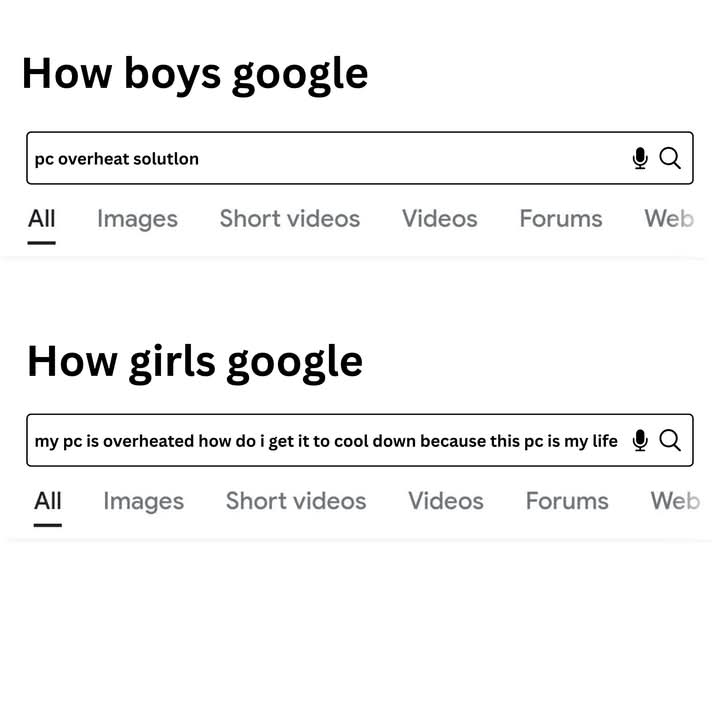 How boys google
pc overheat solutlon
All Images Short videos Videos Forums Web
How girls google
my pc is overheated how do i get it to cool down because this pc is my life
All Images Short videos Videos Forums Web